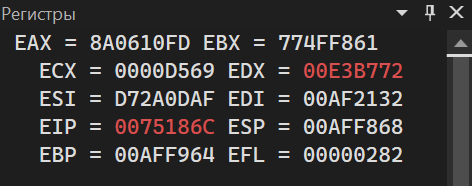 Регистры
EAX = 8A0610FD EBX = 774FF861
ECX = 0000D569 EDX = 00E3B772
ESI = D72A0DAF EDI = 00AF2132
EIP = 0075186C ESP = 00AFF868
EBP = 00AFF964 EFL = 00000282